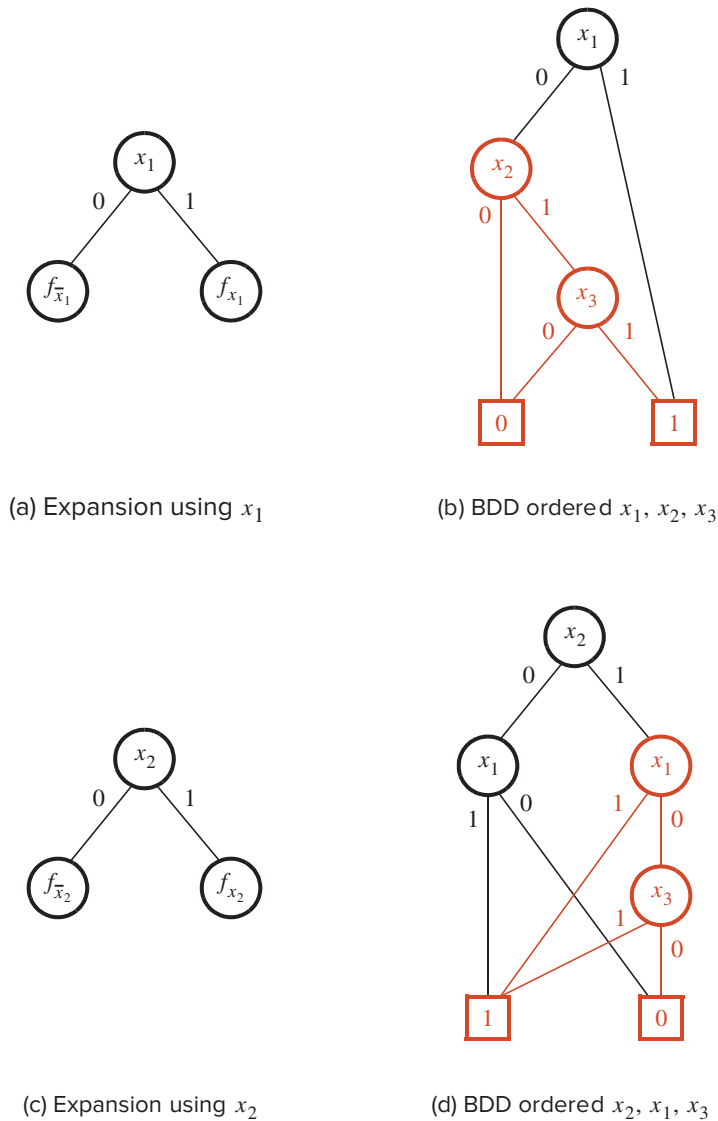 x₁
0 1
f_x̅₁ f_x₁
(a) Expansion using x₁
x₁
0 1
x₂
0 1
x₃
0 1
0 1
(b) BDD ordered x₁, x₂, x₃
x₂
0 1
f_x̅₂ f_x₂
(c) Expansion using x₂
x₂
0 1
x₁ x₁
1 0 1 0
x₃
1 0
1 0
(d) BDD ordered x₂, x₁, x₃